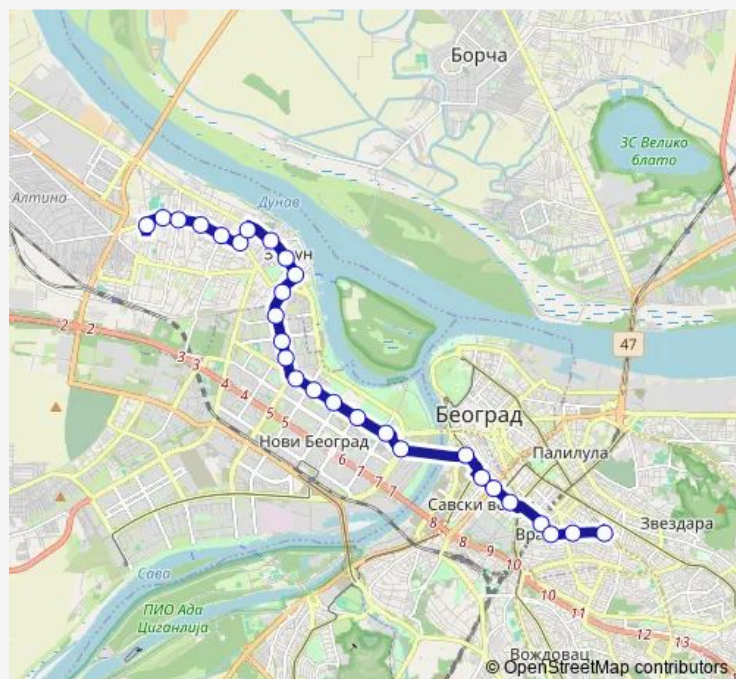 Борча
ЗС Велико
блато
Алтина
Дунав
47
2 2
3 3
4 4
5 5
6 7 7 7
Београд
Нови Београд
Палилула
Савски
Звездара
8 8 9 10
10 11 12 13
Сава
ПИО Ада
Циганлија
Вождовац
© OpenStreetMap contributors